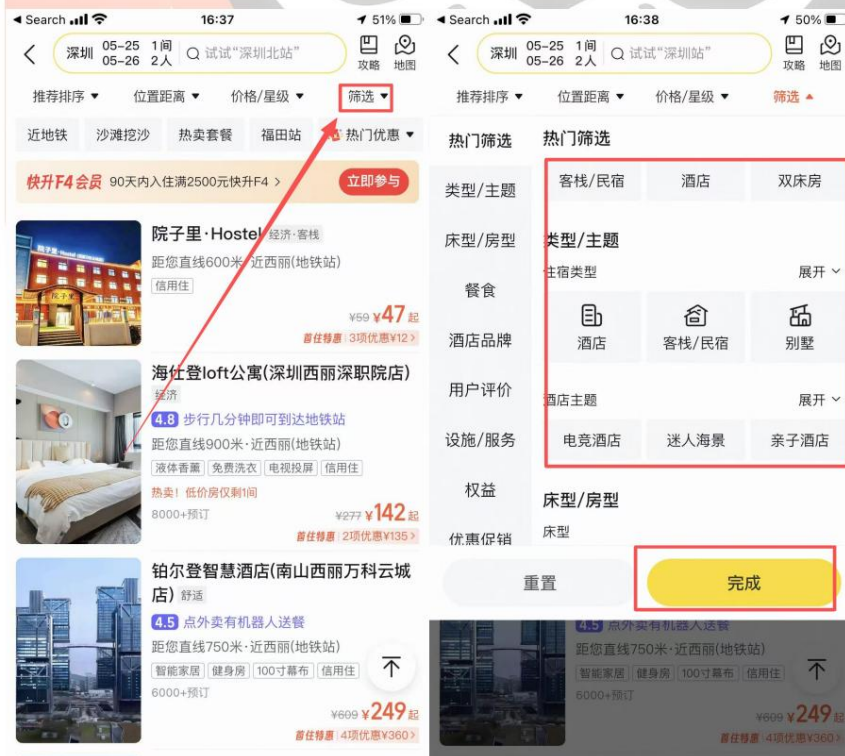 ◀ Search
16:37
51%
深圳
05-25 1间
05-26 2人
试试“深圳北站”
攻略
地图
推荐排序 ▼
位置距离 ▼
价格/星级 ▼
筛选 ▼
近地铁
沙滩挖沙
热卖套餐
福田站
热门优惠 ▼
快升F4会员 90天内入住满2500元快升F4 >
立即参与
院子里·Hostel 经济·客栈
距您直线600米·近西丽(地铁站)
信用住
¥59 ¥47起
首住特惠 3项优惠¥12 >
海仕登loft公寓(深圳西丽深职院店)
经济
4.8 步行几分钟即可到达地铁站
距您直线900米·近西丽(地铁站)
液体香薰 免费洗衣 电视投屏 信用住
热卖！低价房仅剩1间
8000+预订
¥277 ¥142起
首住特惠 2项优惠¥135 >
铂尔登智慧酒店(南山西丽万科云城
店) 舒适
4.5 点外卖有机器人送餐
距您直线750米·近西丽(地铁站)
智能家居 健身房 100寸幕布 信用住
6000+预订
¥609 ¥249起
首住特惠 4项优惠¥360 >
◀ Search
16:38
50%
深圳
05-25 1间
05-26 2人
试试“深圳站”
攻略
地图
推荐排序 ▼
位置距离 ▼
价格/星级 ▼
筛选 ▲
热门筛选
类型/主题
床型/房型
餐食
酒店品牌
用户评价
设施/服务
权益
优惠促销
热门筛选
客栈/民宿
酒店
双床房
类型/主题
住宿类型
展开
酒店
客栈/民宿
别墅
酒店主题
展开
电竞酒店
迷人海景
亲子酒店
床型/房型
床型
重置
完成
4.5 点外卖有机器人送餐
距您直线750米·近西丽(地铁站)
智能家居 健身房 100寸幕布 信用住
6000+预订
¥609 ¥249起
首住特惠 4项优惠¥360 >